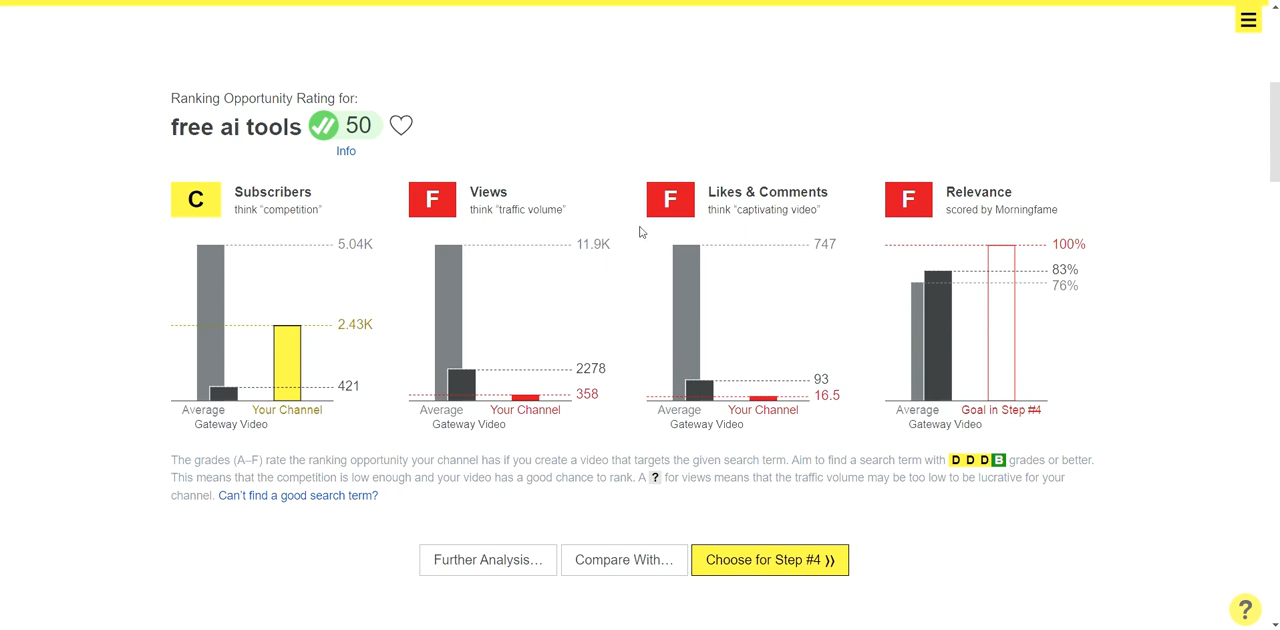 Ranking Opportunity Rating for:
free ai tools 50
Info
C Subscribers
think “competition”
5.04K
2.43K
421
Average Your Channel
Gateway Video
F Views
think “traffic volume”
11.9K
2278
358
Average Your Channel
Gateway Video
F Likes & Comments
think “captivating video”
747
93
16.5
Average Your Channel
Gateway Video
F Relevance
scored by Morningfame
100%
83%
76%
Average Goal in Step #4
Gateway Video
The grades (A–F) rate the ranking opportunity your channel has if you create a video that targets the given search term. Aim to find a search term with D D D B grades or better.
This means that the competition is low enough and your video has a good chance to rank. A ? for views means that the traffic volume may be too low to be lucrative for your
channel. Can't find a good search term?
Further Analysis… Compare With… Choose for Step #4 ⟩⟩
?